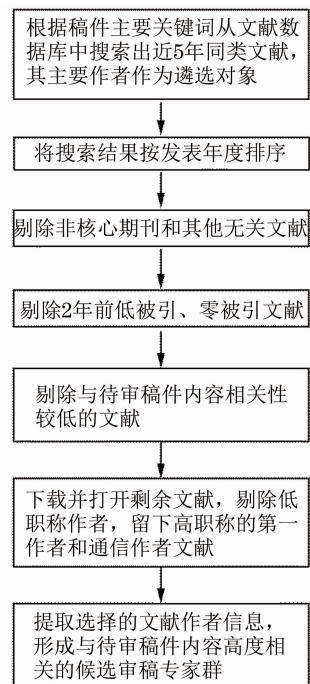 根据稿件主要关键词从文献数
据库中搜索出近5年同类文献,
其主要作者作为遴选对象
将搜索结果按发表年度排序
剔除非核心期刊和其他无关文献
剔除2年前低被引、零被引文献
剔除与待审稿件内容相关性
较低的文献
下载并打开剩余文献，剔除低
职称作者，留下高职称的第一
作者和通信作者文献
提取选择的文献作者信息，
形成与待审稿件内容高度相
关的候选审稿专家群